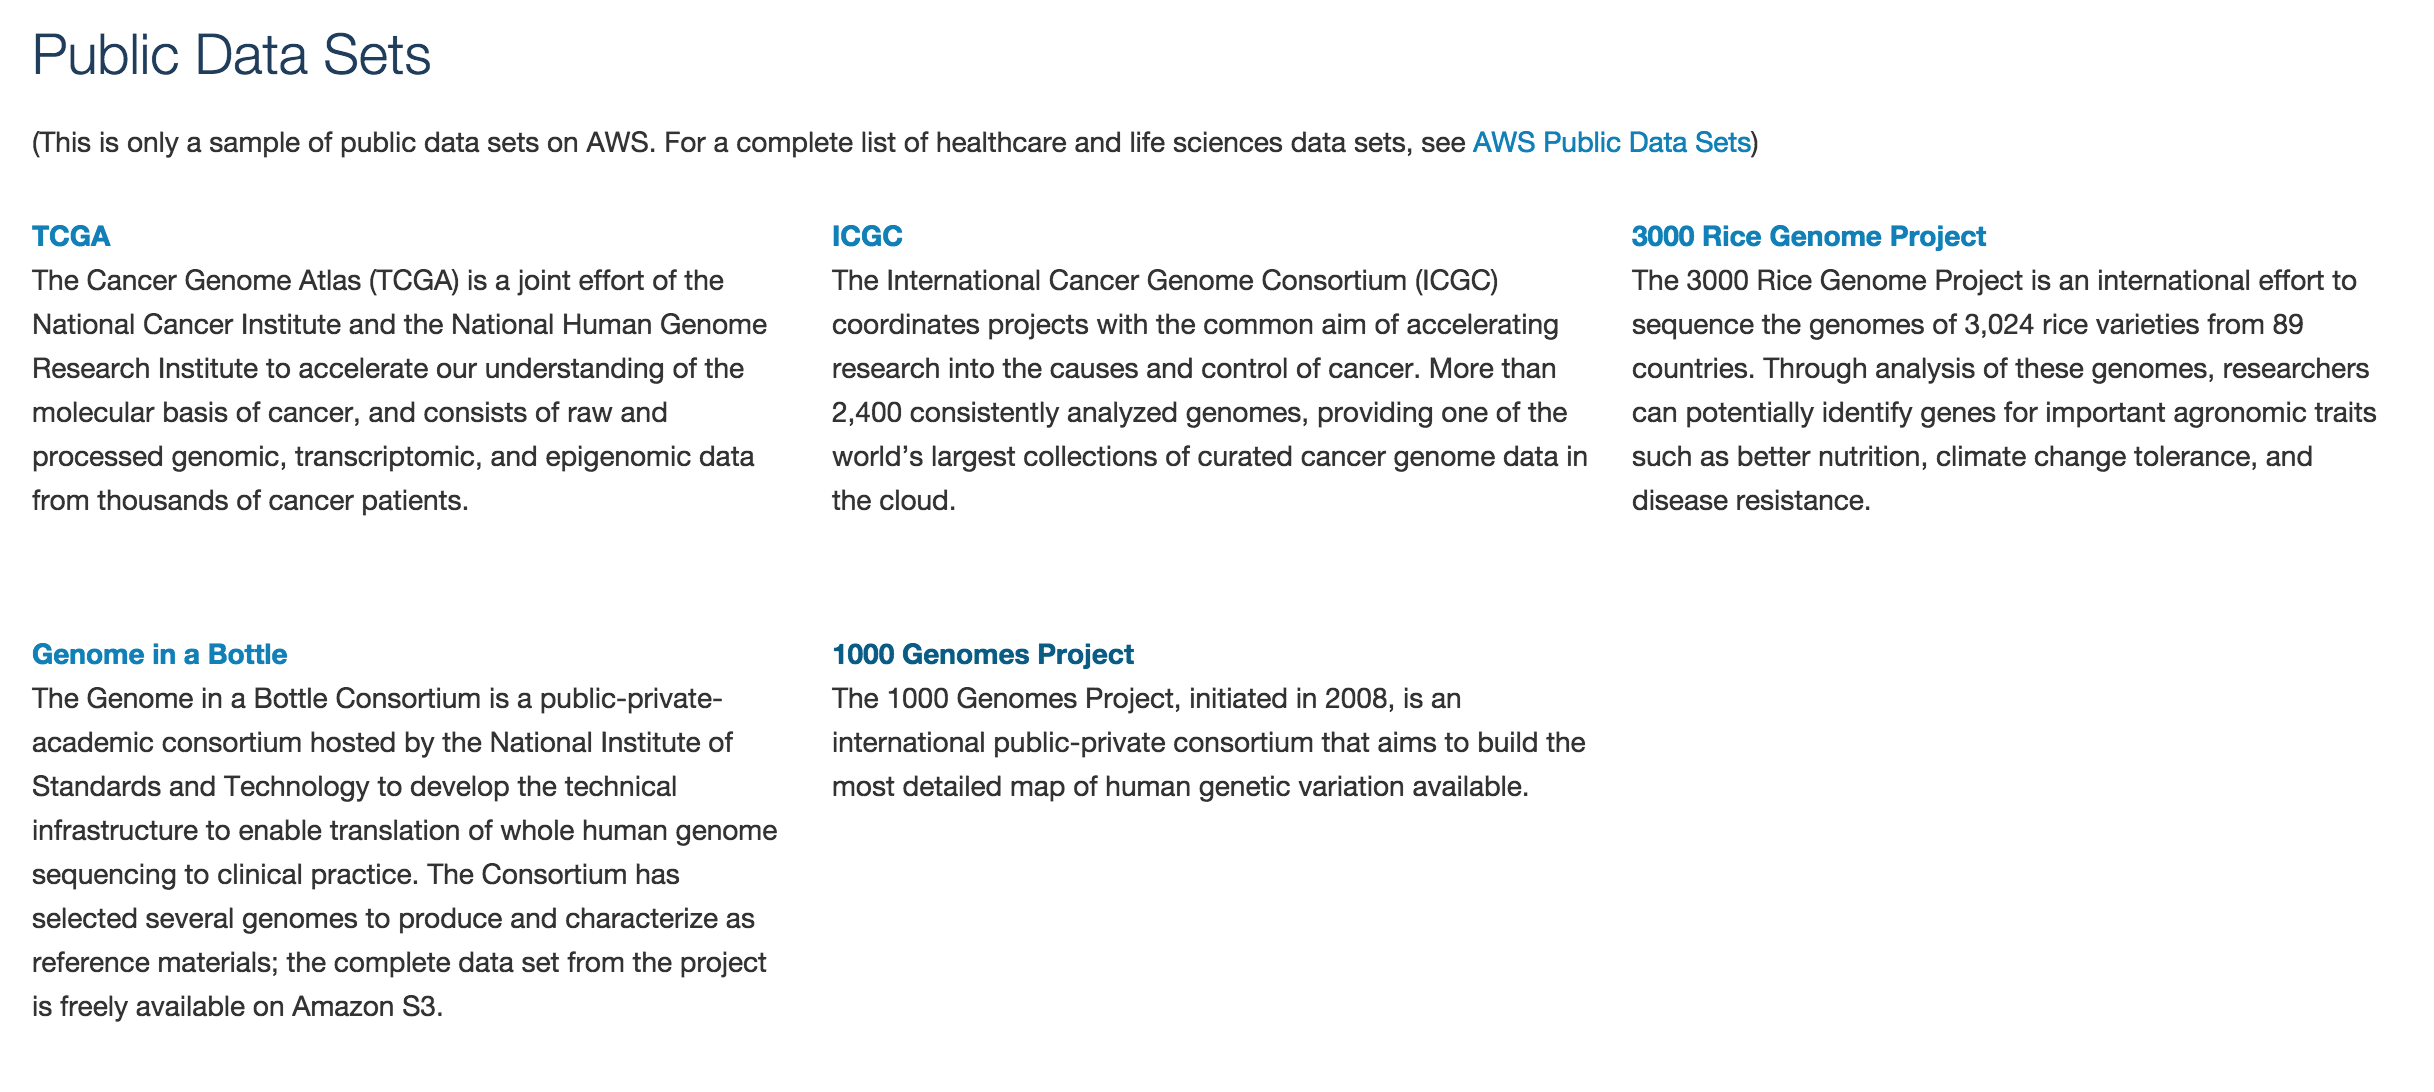 Public Data Sets
(This is only a sample of public data sets on AWS. For a complete list of healthcare and life sciences data sets, see AWS Public Data Sets)
TCGA
The Cancer Genome Atlas (TCGA) is a joint effort of the
National Cancer Institute and the National Human Genome
Research Institute to accelerate our understanding of the
molecular basis of cancer, and consists of raw and
processed genomic, transcriptomic, and epigenomic data
from thousands of cancer patients.
ICGC
The International Cancer Genome Consortium (ICGC)
coordinates projects with the common aim of accelerating
research into the causes and control of cancer. More than
2,400 consistently analyzed genomes, providing one of the
world’s largest collections of curated cancer genome data in
the cloud.
3000 Rice Genome Project
The 3000 Rice Genome Project is an international effort to
sequence the genomes of 3,024 rice varieties from 89
countries. Through analysis of these genomes, researchers
can potentially identify genes for important agronomic traits
such as better nutrition, climate change tolerance, and
disease resistance.
Genome in a Bottle
The Genome in a Bottle Consortium is a public-private-
academic consortium hosted by the National Institute of
Standards and Technology to develop the technical
infrastructure to enable translation of whole human genome
sequencing to clinical practice. The Consortium has
selected several genomes to produce and characterize as
reference materials; the complete data set from the project
is freely available on Amazon S3.
1000 Genomes Project
The 1000 Genomes Project, initiated in 2008, is an
international public-private consortium that aims to build the
most detailed map of human genetic variation available.